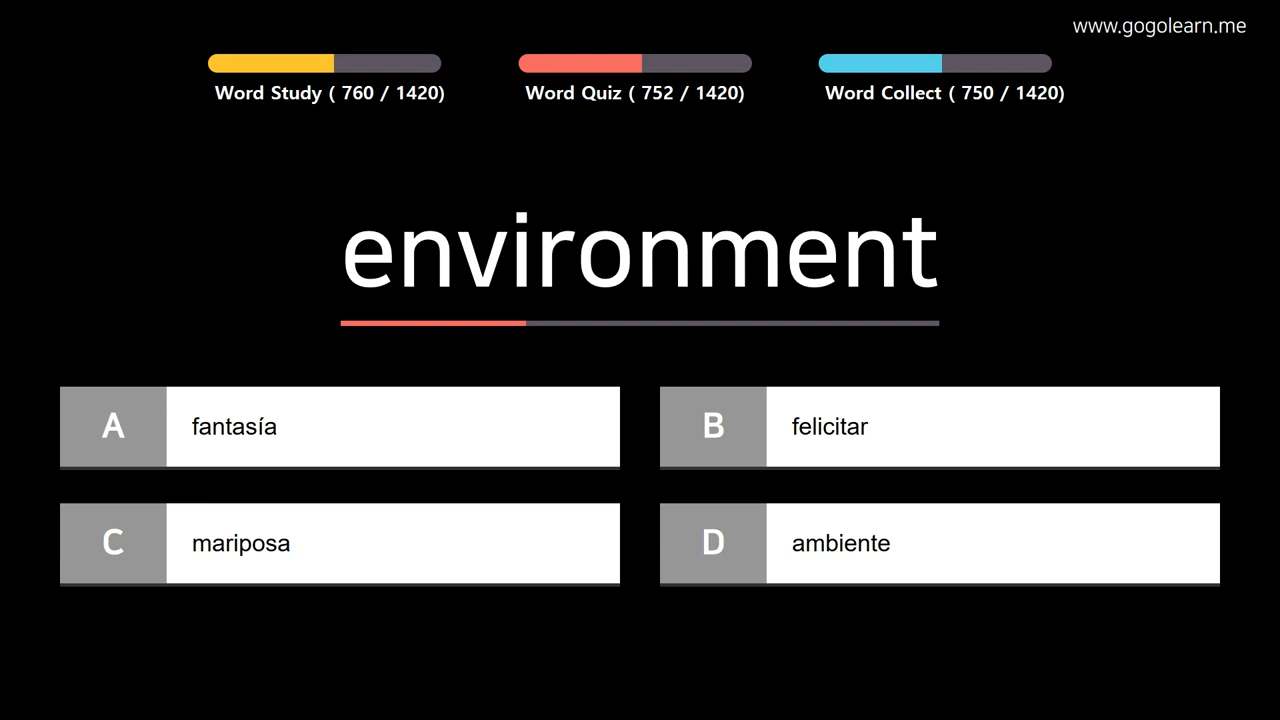 www.gogolearn.me
Word Study ( 760 / 1420)
Word Quiz ( 752 / 1420)
Word Collect ( 750 / 1420)
environment
A fantasía
B felicitar
C mariposa
D ambiente